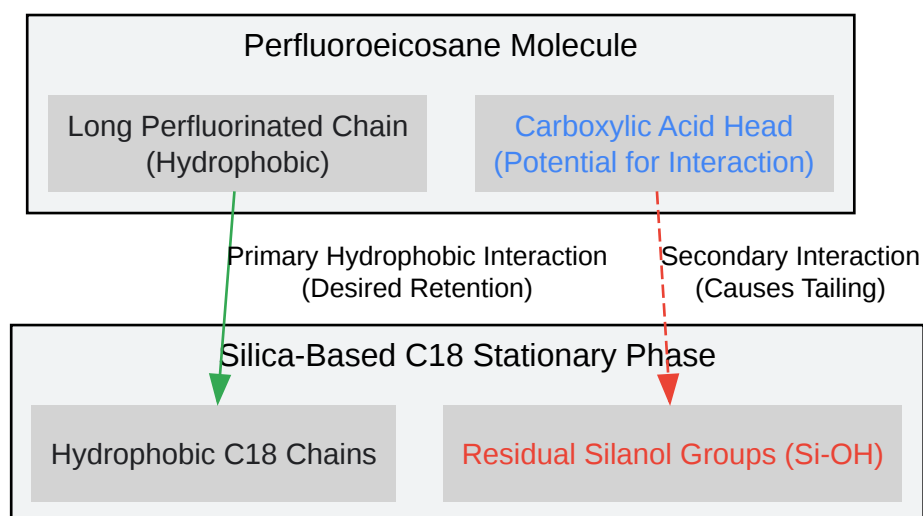 Perfluoroeicosane Molecule
Long Perfluorinated Chain
(Hydrophobic)
Carboxylic Acid Head
(Potential for Interaction)
Primary Hydrophobic Interaction
(Desired Retention)
Secondary Interaction
(Causes Tailing)
Silica-Based C18 Stationary Phase
Hydrophobic C18 Chains
Residual Silanol Groups (Si-OH)